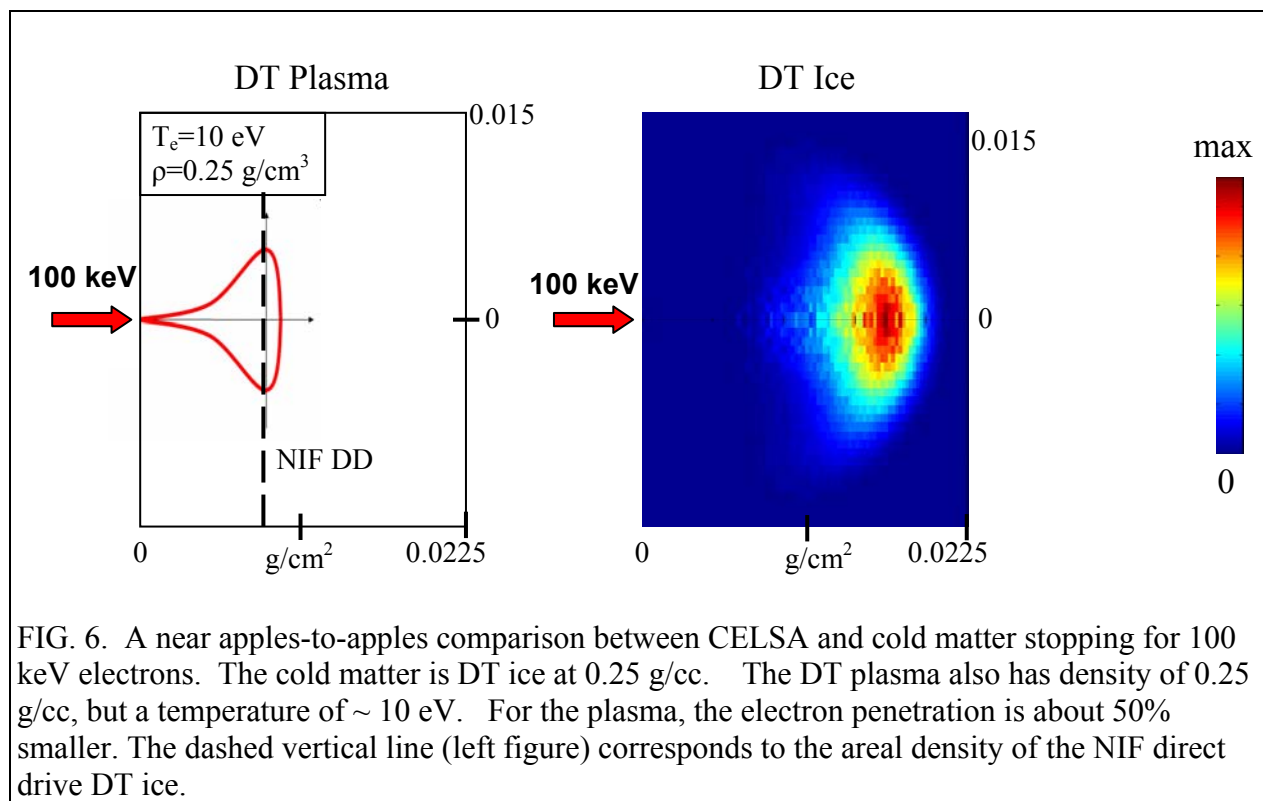 DT Plasma
DT Ice
T_e=10 eV
ρ=0.25 g/cm³
0.015
100 keV
0
NIF DD
0
g/cm²
0.0225
0.015
100 keV
0
0
g/cm²
0.0225
max
0
FIG. 6. A near apples-to-apples comparison between CELSA and cold matter stopping for 100
keV electrons. The cold matter is DT ice at 0.25 g/cc. The DT plasma also has density of 0.25
g/cc, but a temperature of ~ 10 eV. For the plasma, the electron penetration is about 50%
smaller. The dashed vertical line (left figure) corresponds to the areal density of the NIF direct
drive DT ice.